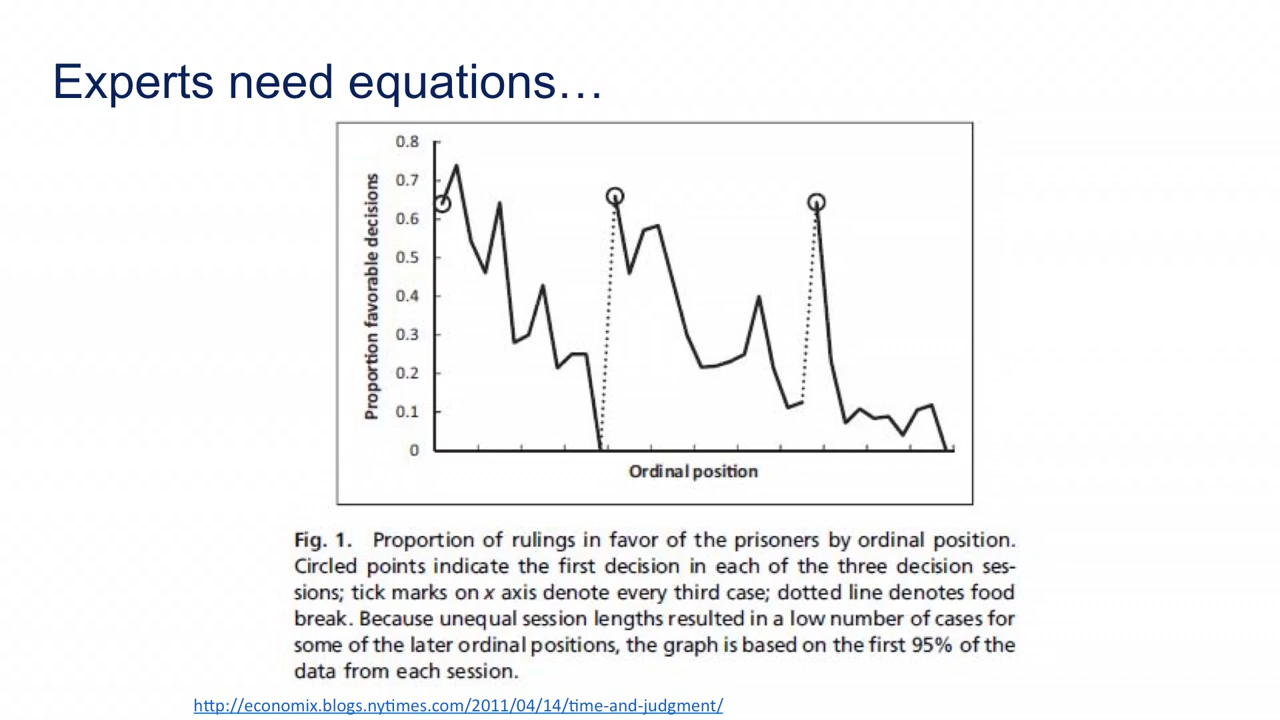 Experts need equations…
0.8
0.7
0.6
0.5
0.4
0.3
0.2
0.1
0
Proportion favorable decisions
Ordinal position
Fig. 1. Proportion of rulings in favor of the prisoners by ordinal position.
Circled points indicate the first decision in each of the three decision ses-
sions; tick marks on x axis denote every third case; dotted line denotes food
break. Because unequal session lengths resulted in a low number of cases for
some of the later ordinal positions, the graph is based on the first 95% of the
data from each session.
http://economix.blogs.nytimes.com/2011/04/14/time-and-judgment/